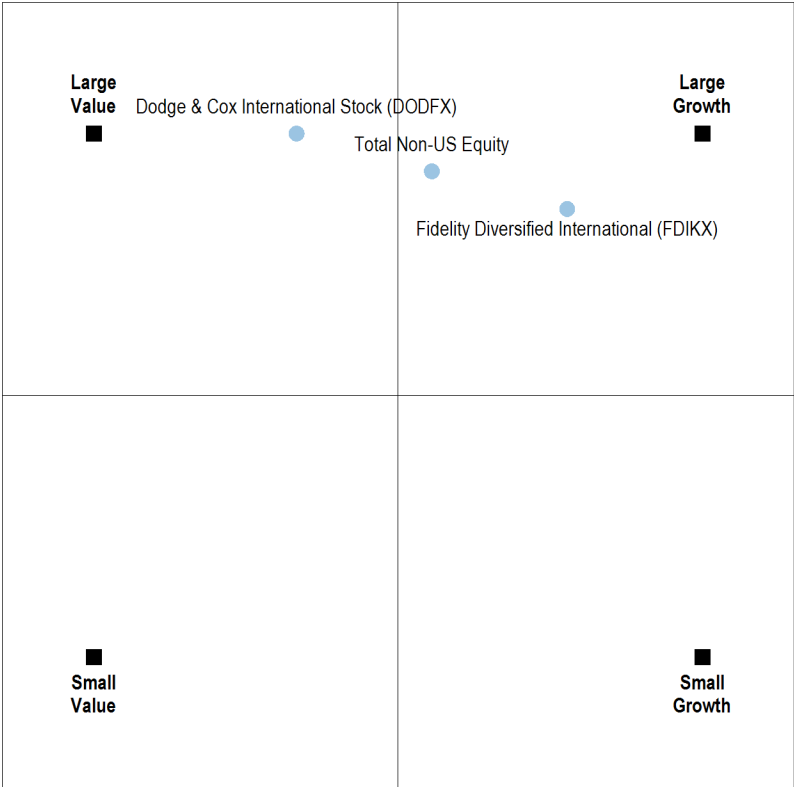 Large
Value
Large
Growth
Dodge & Cox International Stock (DODFX)
Total Non-US Equity
Fidelity Diversified International (FDIKX)
Small
Value
Small
Growth